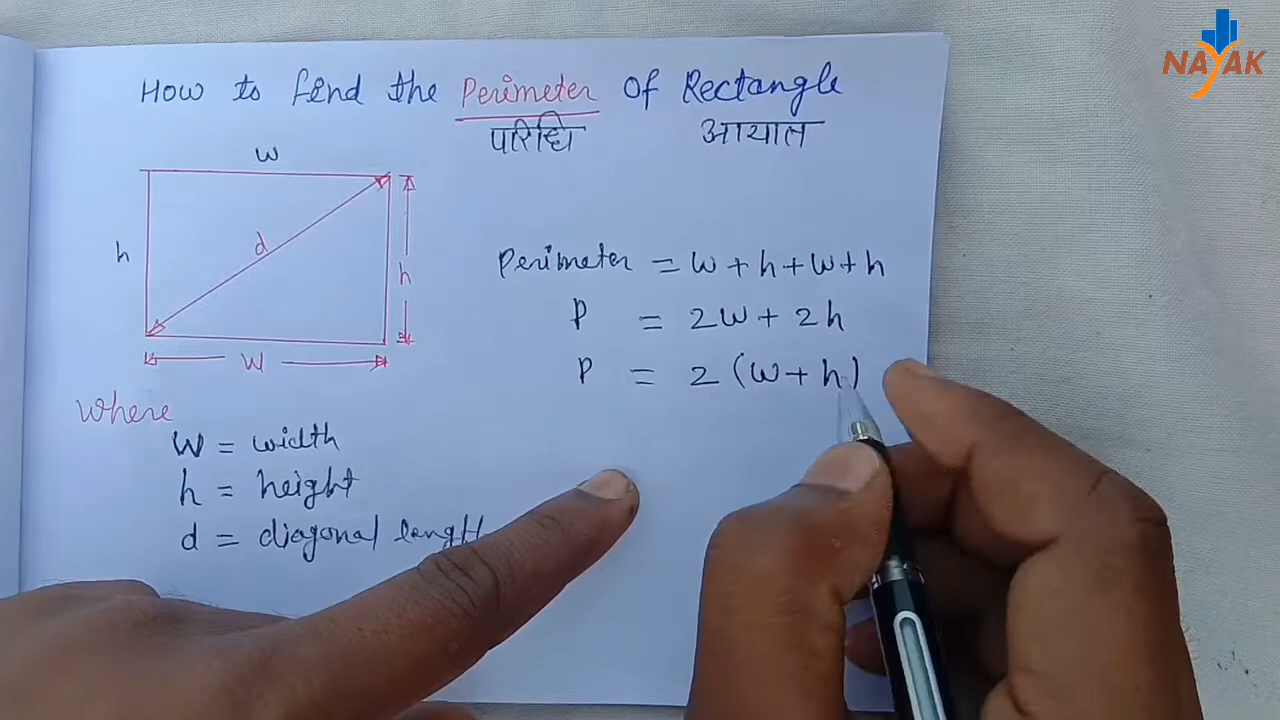 NAYAK
How to find the Perimeter of Rectangle
परिधि आयात
w
h
d
h
W
Perimeter = w + h + w + h
P = 2w + 2h
P = 2 (w + h)
where
W = width
h = height
d = diagonal length